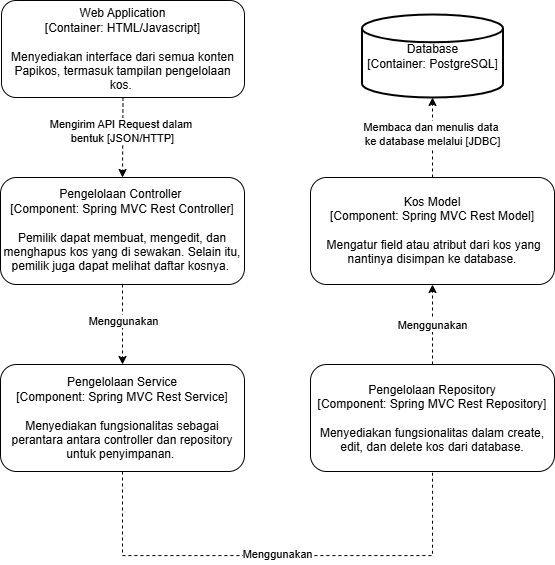 Web Application
[Container: HTML/Javascript]
Menyediakan interface dari semua konten
Papikos, termasuk tampilan pengelolaan
kos.
Mengirim API Request dalam
bentuk [JSON/HTTP]
Pengelolaan Controller
[Component: Spring MVC Rest Controller]
Pemilik dapat membuat, mengedit, dan
menghapus kos yang di sewakan. Selain itu,
pemilik juga dapat melihat daftar kosnya.
Menggunakan
Pengelolaan Service
[Component: Spring MVC Rest Service]
Menyediakan fungsionalitas sebagai
perantara antara controller dan repository
untuk penyimpanan.
Menggunakan
Pengelolaan Repository
[Component: Spring MVC Rest Repository]
Menyediakan fungsionalitas dalam create,
edit, dan delete kos dari database.
Menggunakan
Kos Model
[Component: Spring MVC Rest Model]
Mengatur field atau atribut dari kos yang
nantinya disimpan ke database.
Membaca dan menulis data
ke database melalui [JDBC]
Database
[Container: PostgreSQL]